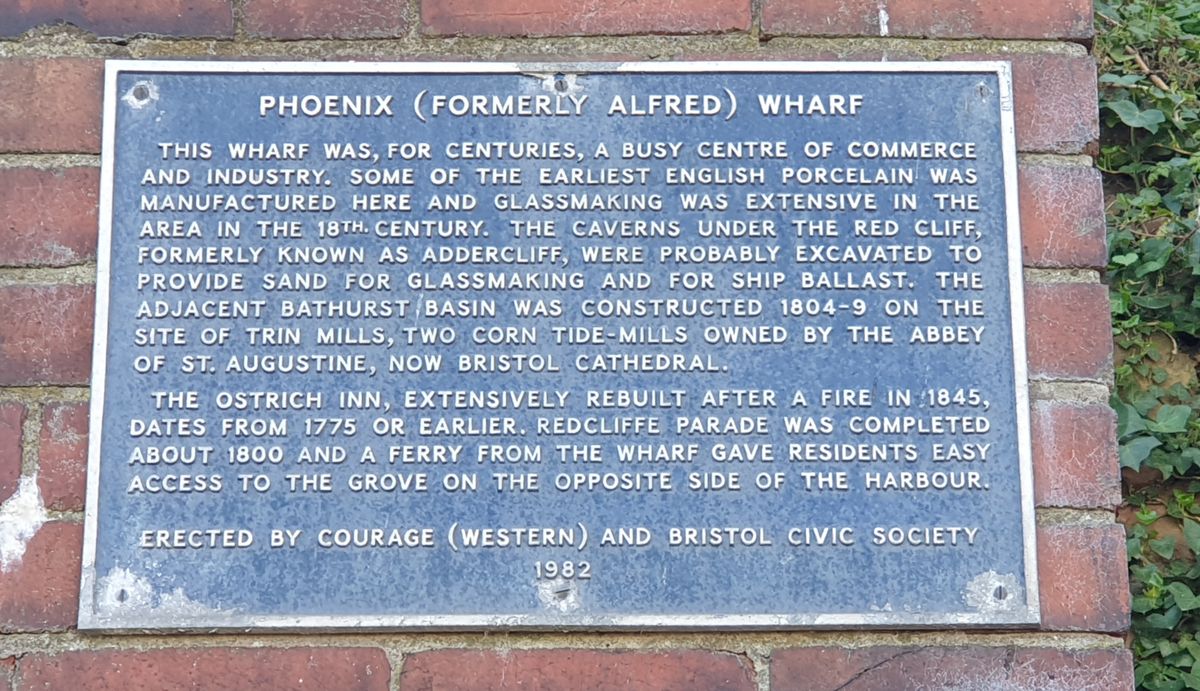 PHOENIX (FORMERLY ALFRED) WHARF
THIS WHARF WAS, FOR CENTURIES, A BUSY CENTRE OF COMMERCE
AND INDUSTRY. SOME OF THE EARLIEST ENGLISH PORCELAIN WAS
MANUFACTURED HERE AND GLASSMAKING WAS EXTENSIVE IN THE
AREA IN THE 18TH. CENTURY. THE CAVERNS UNDER THE RED CLIFF,
FORMERLY KNOWN AS ADDERCLIFF, WERE PROBABLY EXCAVATED TO
PROVIDE SAND FOR GLASSMAKING AND FOR SHIP BALLAST. THE
ADJACENT BATHURST BASIN WAS CONSTRUCTED 1804-9 ON THE
SITE OF TRIN MILLS, TWO CORN TIDE-MILLS OWNED BY THE ABBEY
OF ST. AUGUSTINE, NOW BRISTOL CATHEDRAL.
THE OSTRICH INN, EXTENSIVELY REBUILT AFTER A FIRE IN 1845,
DATES FROM 1775 OR EARLIER. REDCLIFFE PARADE WAS COMPLETED
ABOUT 1800 AND A FERRY FROM THE WHARF GAVE RESIDENTS EASY
ACCESS TO THE GROVE ON THE OPPOSITE SIDE OF THE HARBOUR.
ERECTED BY COURAGE (WESTERN) AND BRISTOL CIVIC SOCIETY
1982